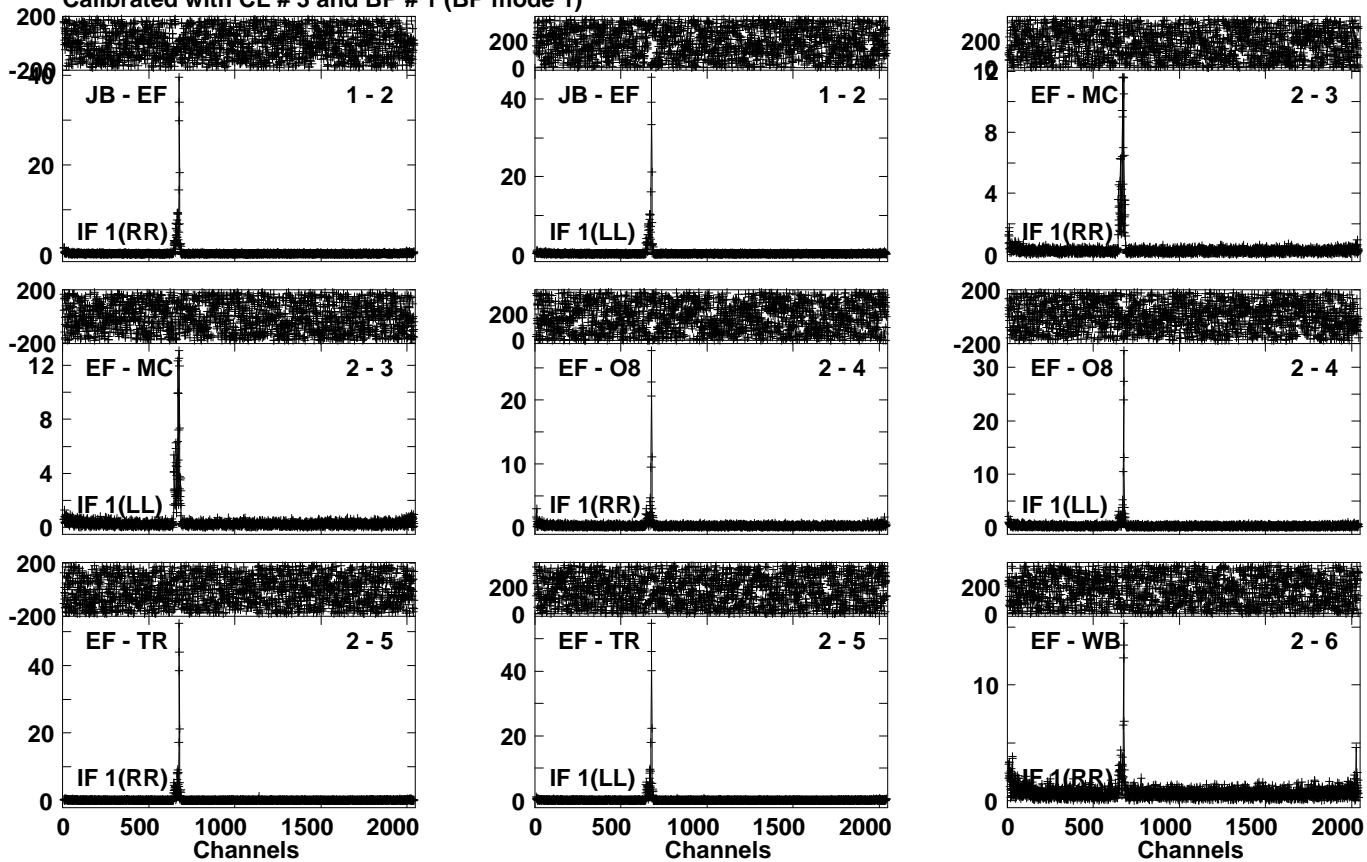 Calibrated with CL # 3 and BP # 1 (BP mode 1)
200
-200
40
20
0
JB - EF 1 - 2
IF 1(RR)
200
0
40
20
0
JB - EF 1 - 2
IF 1(LL)
200
0
12
8
4
0
EF - MC 2 - 3
IF 1(RR)
200
-200
12
8
4
0
EF - MC 2 - 3
IF 1(LL)
200
0
20
10
0
EF - O8 2 - 4
IF 1(RR)
200
-200
30
20
10
0
EF - O8 2 - 4
IF 1(LL)
200
-200
40
20
0
EF - TR 2 - 5
IF 1(RR)
0 500 1000 1500 2000
Channels
200
0
40
20
0
EF - TR 2 - 5
IF 1(LL)
0 500 1000 1500 2000
Channels
200
0
10
0
EF - WB 2 - 6
IF 1(RR)
0 500 1000 1500 2000
Channels